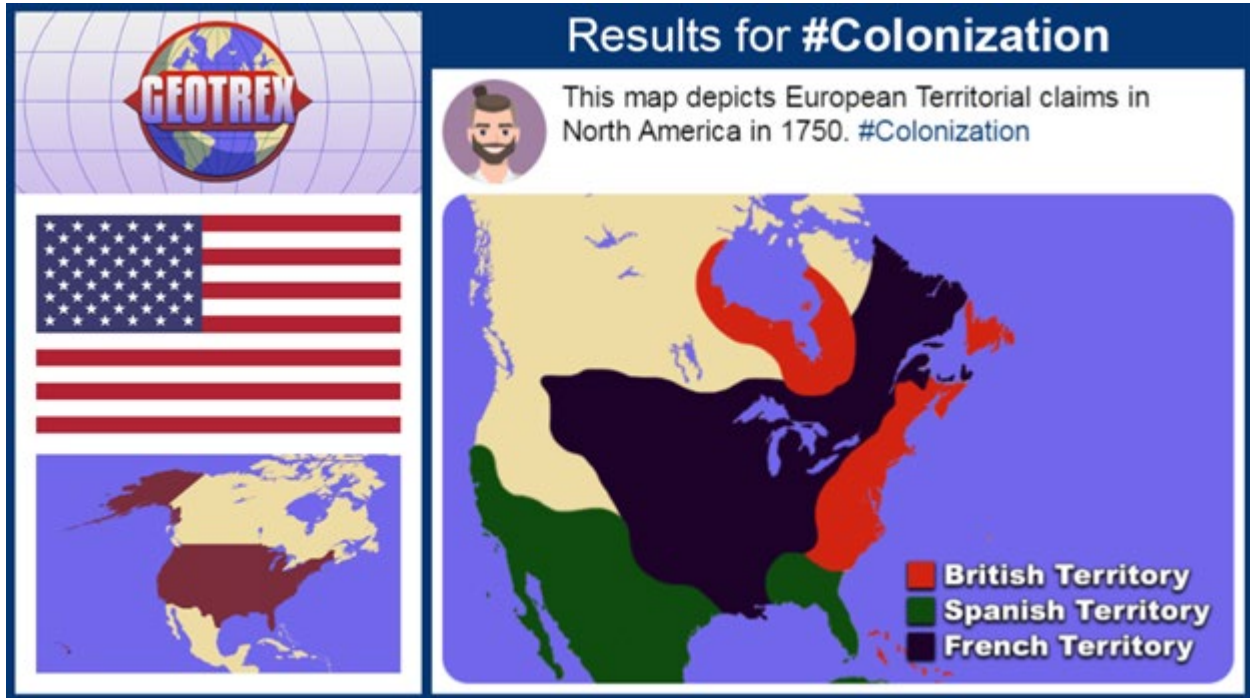 GEOTREX
Results for #Colonization
This map depicts European Territorial claims in
North America in 1750. #Colonization
British Territory
Spanish Territory
French Territory